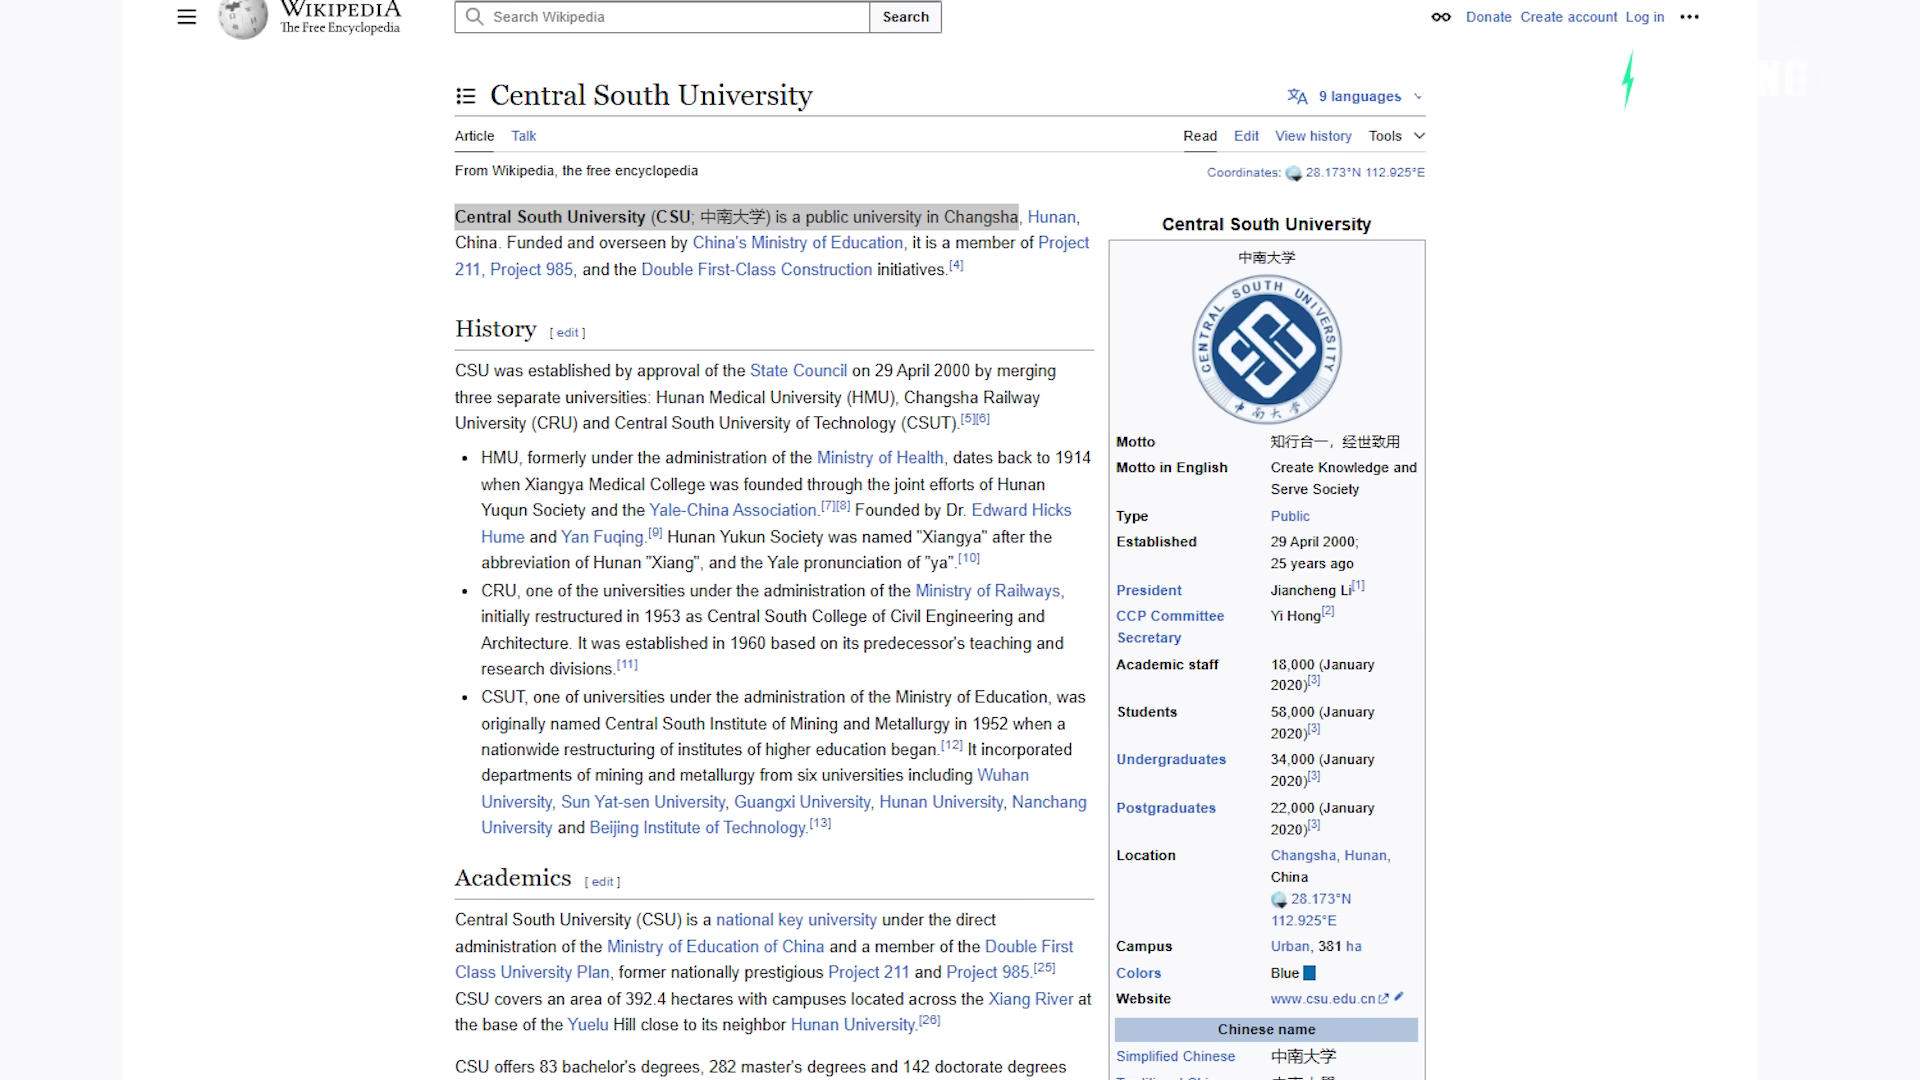 WIKIPEDIA
The Free Encyclopedia
Search Wikipedia
Search
Donate Create account Log in
NG
Central South University
9 languages
Article Talk
Read Edit View history Tools
From Wikipedia, the free encyclopedia
Coordinates: 28.173°N 112.925°E
Central South University (CSU; 中南大学) is a public university in Changsha, Hunan,
China. Funded and overseen by China's Ministry of Education, it is a member of Project
211, Project 985, and the Double First-Class Construction initiatives.[4]
History [ edit ]
CSU was established by approval of the State Council on 29 April 2000 by merging
three separate universities: Hunan Medical University (HMU), Changsha Railway
University (CRU) and Central South University of Technology (CSUT).[5][6]
• HMU, formerly under the administration of the Ministry of Health, dates back to 1914
when Xiangya Medical College was founded through the joint efforts of Hunan
Yuqun Society and the Yale-China Association.[7][8] Founded by Dr. Edward Hicks
Hume and Yan Fuqing.[9] Hunan Yukun Society was named "Xiangya" after the
abbreviation of Hunan "Xiang", and the Yale pronunciation of "ya".[10]
• CRU, one of the universities under the administration of the Ministry of Railways,
initially restructured in 1953 as Central South College of Civil Engineering and
Architecture. It was established in 1960 based on its predecessor's teaching and
research divisions.[11]
• CSUT, one of universities under the administration of the Ministry of Education, was
originally named Central South Institute of Mining and Metallurgy in 1952 when a
nationwide restructuring of institutes of higher education began.[12] It incorporated
departments of mining and metallurgy from six universities including Wuhan
University, Sun Yat-sen University, Guangxi University, Hunan University, Nanchang
University and Beijing Institute of Technology.[13]
Academics [ edit ]
Central South University (CSU) is a national key university under the direct
administration of the Ministry of Education of China and a member of the Double First
Class University Plan, former nationally prestigious Project 211 and Project 985.[25]
CSU covers an area of 392.4 hectares with campuses located across the Xiang River at
the base of the Yuelu Hill close to its neighbor Hunan University.[26]
CSU offers 83 bachelor's degrees, 282 master's degrees and 142 doctorate degrees
Central South University
中南大学
CENTRAL SOUTH UNIVERSITY
中南大学
Motto 知行合一，经世致用
Motto in English Create Knowledge and
Serve Society
Type Public
Established 29 April 2000;
25 years ago
President Jiancheng Li[1]
CCP Committee Yi Hong[2]
Secretary
Academic staff 18,000 (January
2020)[3]
Students 58,000 (January
2020)[3]
Undergraduates 34,000 (January
2020)[3]
Postgraduates 22,000 (January
2020)[3]
Location Changsha, Hunan,
China
28.173°N
112.925°E
Campus Urban, 381 ha
Colors Blue
Website www.csu.edu.cn
Chinese name
Simplified Chinese 中南大学